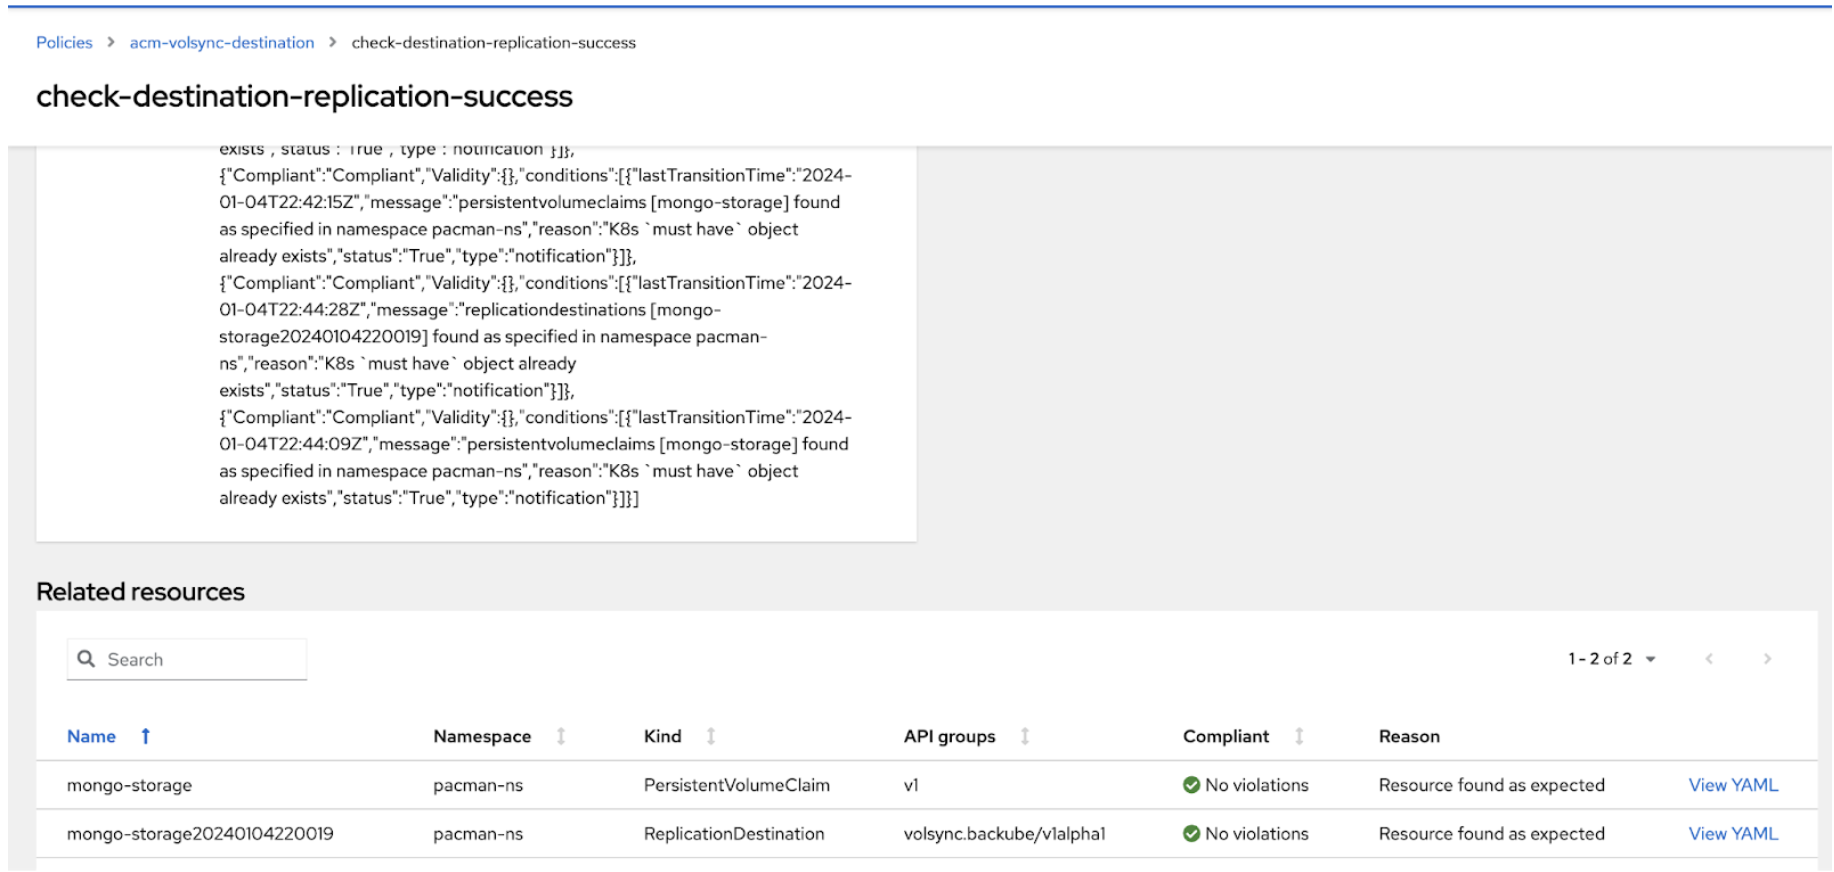 Policies > acm-volsync-destination > check-destination-replication-success
check-destination-replication-success
exists","status":"True","type":"notification"}]},
{"Compliant":"Compliant","Validity":{},"conditions":[{"lastTransitionTime":"2024-
01-04T22:42:15Z","message":"persistentvolumeclaims [mongo-storage] found
as specified in namespace pacman-ns","reason":"K8s `must have` object
already exists","status":"True","type":"notification"}]},
{"Compliant":"Compliant","Validity":{},"conditions":[{"lastTransitionTime":"2024-
01-04T22:44:28Z","message":"replicationdestinations [mongo-
storage20240104220019] found as specified in namespace pacman-
ns","reason":"K8s `must have` object already
exists","status":"True","type":"notification"}]},
{"Compliant":"Compliant","Validity":{},"conditions":[{"lastTransitionTime":"2024-
01-04T22:44:09Z","message":"persistentvolumeclaims [mongo-storage] found
as specified in namespace pacman-ns","reason":"K8s `must have` object
already exists","status":"True","type":"notification"}]}]
Related resources
Search
1 - 2 of 2
Name Namespace Kind API groups Compliant Reason
mongo-storage pacman-ns PersistentVolumeClaim v1 No violations Resource found as expected View YAML
mongo-storage20240104220019 pacman-ns ReplicationDestination volsync.backube/v1alpha1 No violations Resource found as expected View YAML